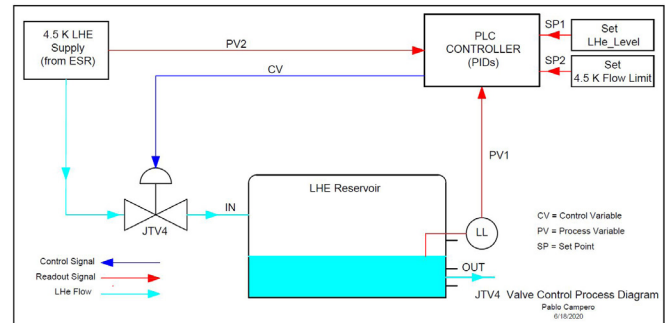 4.5 K LHE
Supply
(from ESR)
PV2
CV
PLC
CONTROLLER
(PIDs)
SP1
Set
LHe_Level
SP2
Set
4.5 K Flow Limit
PV1
LHE Reservoir
IN
JTV4
LL
CV = Control Variable
PV = Process Variable
SP = Set Point
Control Signal
Readout Signal
LHe Flow
OUT
JTV4 Valve Control Process Diagram
Pablo Campero
6/18/2020